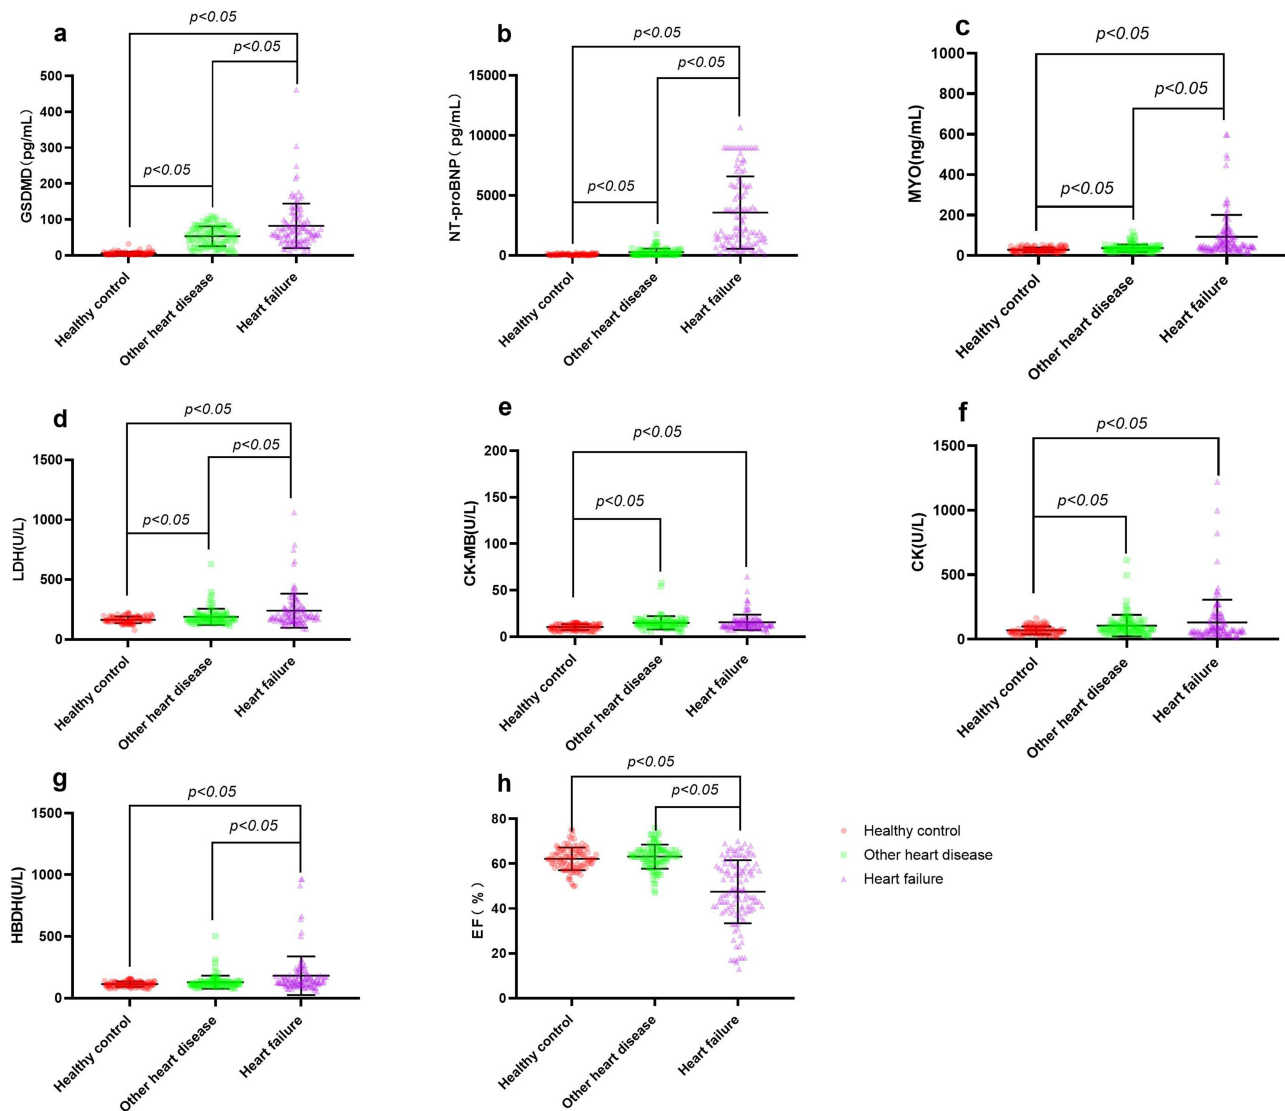 a
p<0.05
p<0.05
p<0.05
GSDMD(pg/mL)
500
400
300
200
100
0
Healthy control
Other heart disease
Heart failure
b
p<0.05
p<0.05
p<0.05
NT-proBNP( pg/mL)
15000
10000
5000
0
Healthy control
Other heart disease
Heart failure
c
p<0.05
p<0.05
p<0.05
MYO(ng/mL)
1000
800
600
400
200
0
Healthy control
Other heart disease
Heart failure
d
p<0.05
p<0.05
p<0.05
LDH(U/L)
1500
1000
500
0
Healthy control
Other heart disease
Heart failure
e
p<0.05
p<0.05
CK-MB(U/L)
200
150
100
50
0
Healthy control
Other heart disease
Heart failure
f
p<0.05
p<0.05
CK(U/L)
1500
1000
500
0
Healthy control
Other heart disease
Heart failure
g
p<0.05
p<0.05
HBDH(U/L)
1500
1000
500
0
Healthy control
Other heart disease
Heart failure
h
p<0.05
p<0.05
EF( %)
80
60
40
20
0
Healthy control
Other heart disease
Heart failure
Healthy control
Other heart disease
Heart failure